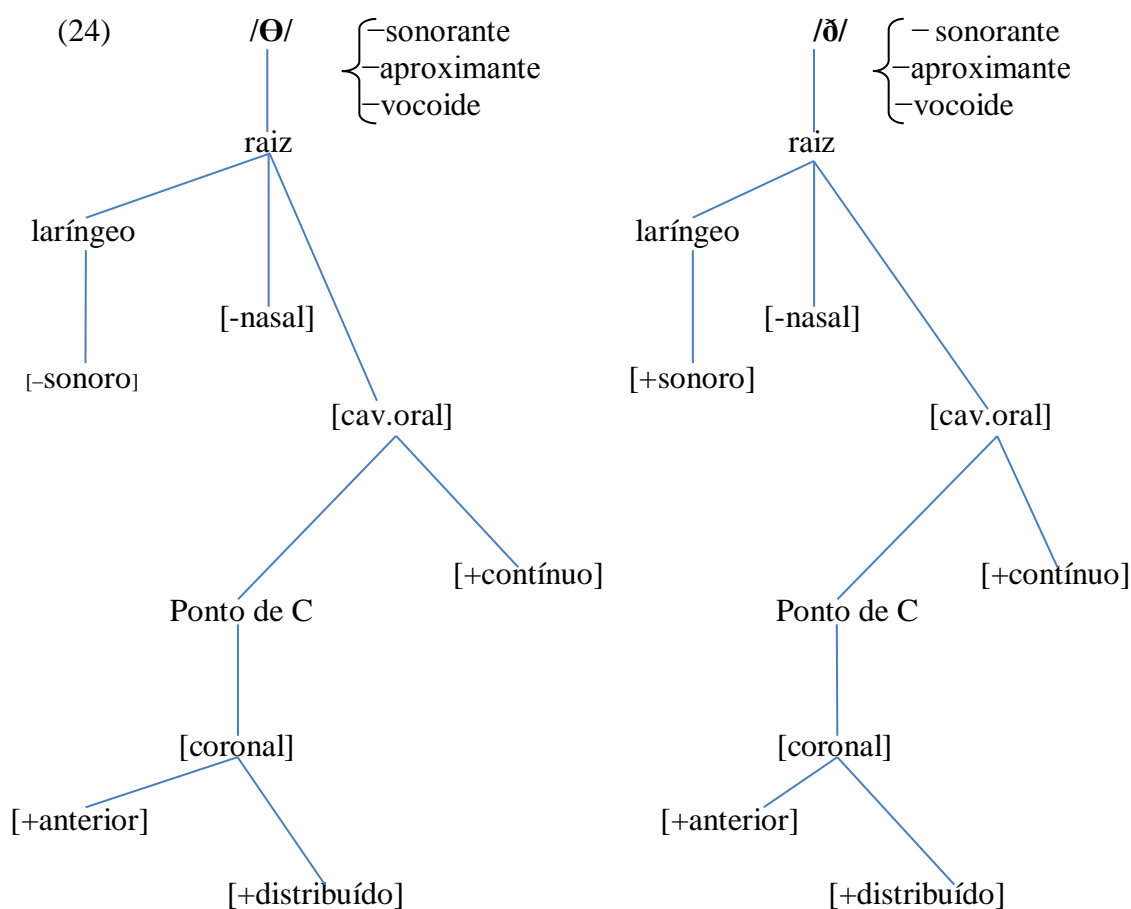 (24) /Ɵ/ −sonorante /ð/ − sonorante
−aproximante −aproximante
−vocoide −vocoide
raiz raiz
laríngeo laríngeo
[-nasal] [-nasal]
[–sonoro] [+sonoro]
[cav.oral] [cav.oral]
[+contínuo] [+contínuo]
Ponto de C Ponto de C
[coronal] [coronal]
[+anterior] [+anterior]
[+distribuído] [+distribuído]